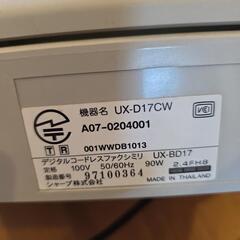 機器名 UX-D17CW
A07-0204001
T R 001WWDB1013
デジタルコードレスファクシミリ UX-BD17
定格 100V 50/60Hz 90W 2.4FH8
製造番号 97100364
シャープ株式会社 MADE IN THAILAND